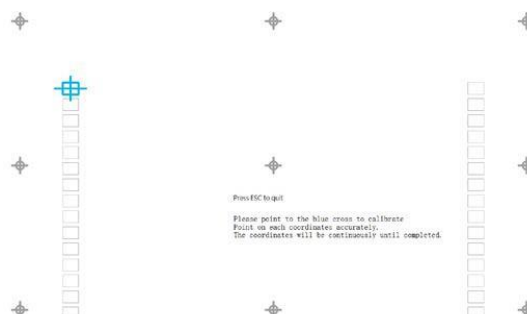 Press ESC to quit
Please point to the blue cross to calibrate
Point on each coordinates accurately.
The coordinates will be continuously until completed.